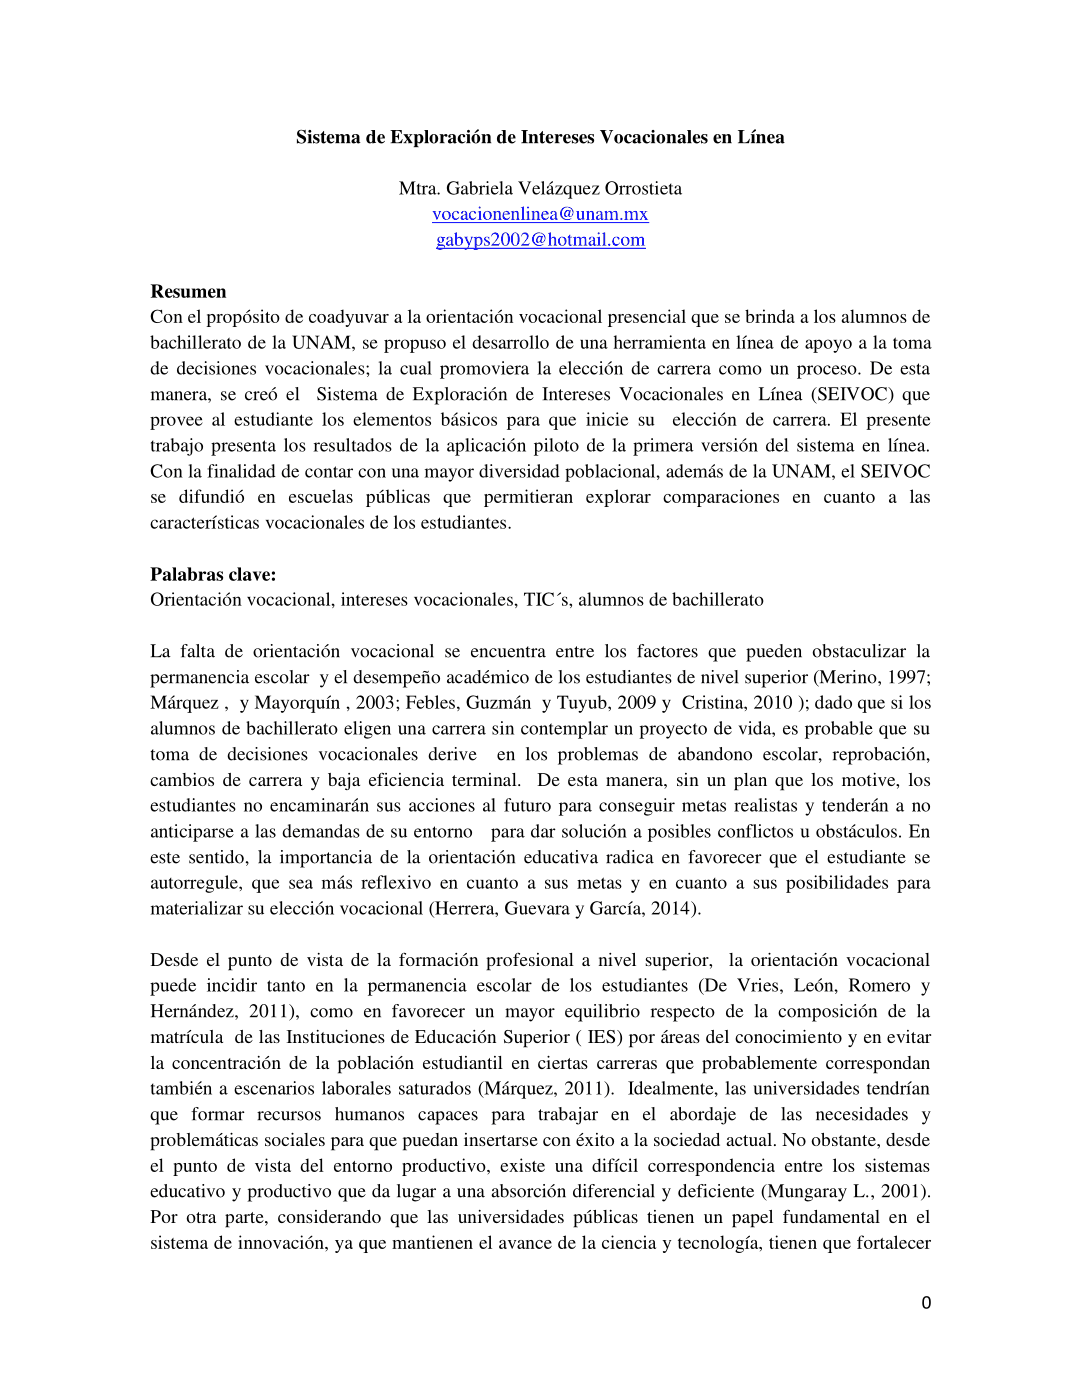 Sistema de Exploración de Intereses Vocacionales en Línea
Mtra. Gabriela Velázquez Orrostieta
vocacionenlinea@unam.mx
gabyps2002@hotmail.com
Resumen
Con el propósito de coadyuvar a la orientación vocacional presencial que se brinda a los alumnos de
bachillerato de la UNAM, se propuso el desarrollo de una herramienta en línea de apoyo a la toma
de decisiones vocacionales; la cual promoviera la elección de carrera como un proceso. De esta
manera, se creó el  Sistema de Exploración de Intereses Vocacionales en Línea (SEIVOC) que
provee al estudiante los elementos básicos para que inicie su  elección de carrera. El presente
trabajo presenta los resultados de la aplicación piloto de la primera versión del sistema en línea.
Con la finalidad de contar con una mayor diversidad poblacional, además de la UNAM, el SEIVOC
se difundió en escuelas públicas que permitieran explorar comparaciones en cuanto a las
características vocacionales de los estudiantes.
Palabras clave:
Orientación vocacional, intereses vocacionales, TIC´s, alumnos de bachillerato
La falta de orientación vocacional se encuentra entre los factores que pueden obstaculizar la
permanencia escolar  y el desempeño académico de los estudiantes de nivel superior (Merino, 1997;
Márquez ,  y Mayorquín , 2003; Febles, Guzmán  y Tuyub, 2009 y  Cristina, 2010 ); dado que si los
alumnos de bachillerato eligen una carrera sin contemplar un proyecto de vida, es probable que su
toma de decisiones vocacionales derive  en los problemas de abandono escolar, reprobación,
cambios de carrera y baja eficiencia terminal.  De esta manera, sin un plan que los motive, los
estudiantes no encaminarán sus acciones al futuro para conseguir metas realistas y tenderán a no
anticiparse a las demandas de su entorno  para dar solución a posibles conflictos u obstáculos. En
este sentido, la importancia de la orientación educativa radica en favorecer que el estudiante se
autorregule, que sea más reflexivo en cuanto a sus metas y en cuanto a sus posibilidades para
materializar su elección vocacional (Herrera, Guevara y García, 2014).
Desde el punto de vista de la formación profesional a nivel superior,  la orientación vocacional
puede incidir tanto en la permanencia escolar de los estudiantes (De Vries, León, Romero y
Hernández, 2011), como en favorecer un mayor equilibrio respecto de la composición de la
matrícula  de las Instituciones de Educación Superior ( IES) por áreas del conocimiento y en evitar
la concentración de la población estudiantil en ciertas carreras que probablemente correspondan
también a escenarios laborales saturados (Márquez, 2011).  Idealmente, las universidades tendrían
que formar recursos humanos capaces para trabajar en el abordaje de las necesidades y
problemáticas sociales para que puedan insertarse con éxito a la sociedad actual. No obstante, desde
el punto de vista del entorno productivo, existe una difícil correspondencia entre los sistemas
educativo y productivo que da lugar a una absorción diferencial y deficiente (Mungaray L., 2001).
Por otra parte, considerando que las universidades públicas tienen un papel fundamental en el
sistema de innovación, ya que mantienen el avance de la ciencia y tecnología, tienen que fortalecer
0